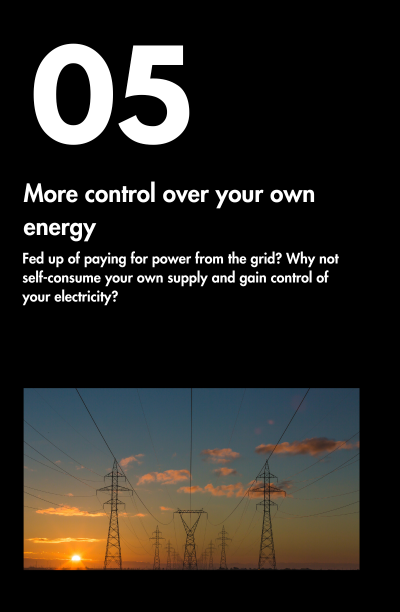 05
More control over your own
energy
Fed up of paying for power from the grid? Why not
self-consume your own supply and gain control of
your electricity?